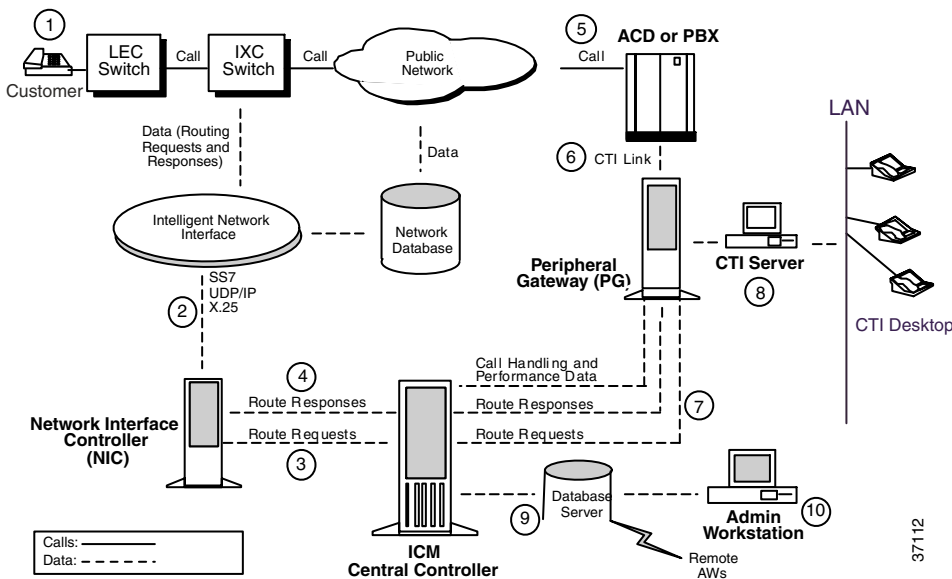 1
LEC
Switch
Call
IXC
Switch
Call
Public
Network
5
Call
ACD or PBX
Customer
LAN
Data (Routing
Requests and
Responses)
Data
6
CTI Link
Intelligent Network
Interface
Network
Database
Peripheral
Gateway (PG)
CTI Server
8
CTI Desktop
SS7
UDP/IP
X.25
2
4
Call Handling and
Performance Data
7
Route Responses
Route Responses
Network Interface
Controller
(NIC)
Route Requests
Route Requests
3
9
Database
Server
Admin
Workstation
10
Calls:
Data:
ICM
Central Controller
Remote
AWs
37112